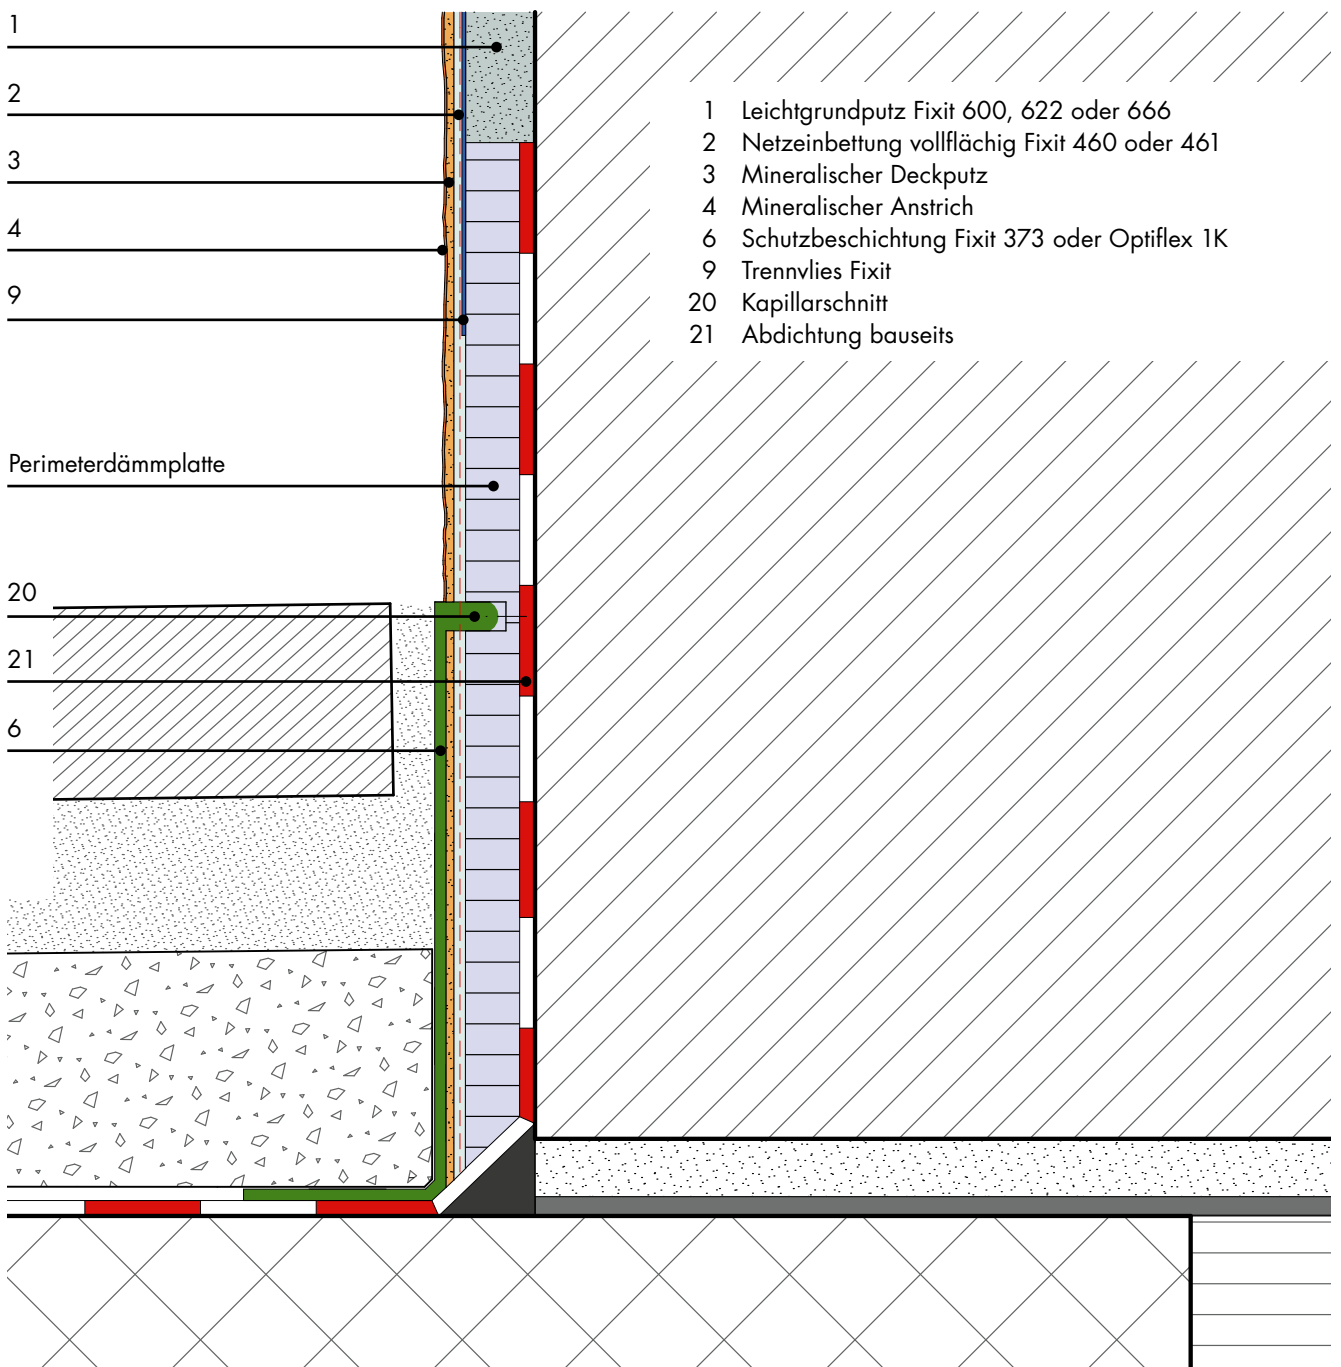 1
2
3
4
9
Perimeterdämmplatte
20
21
6
1 Leichtgrundputz Fixit 600, 622 oder 666
2 Netzeinbettung vollflächig Fixit 460 oder 461
3 Mineralischer Deckputz
4 Mineralischer Anstrich
6 Schutzbeschichtung Fixit 373 oder Optiflex 1K
9 Trennvlies Fixit
20 Kapillarschnitt
21 Abdichtung bauseits